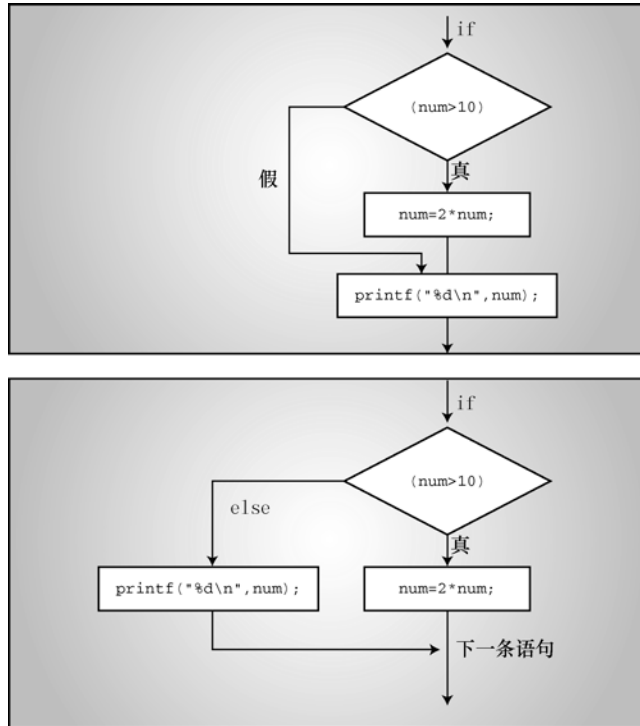 if
(num>10)
假
真
num=2*num;
printf("%d\n",num);
if
(num>10)
else
真
printf("%d\n",num);
num=2*num;
下一条语句